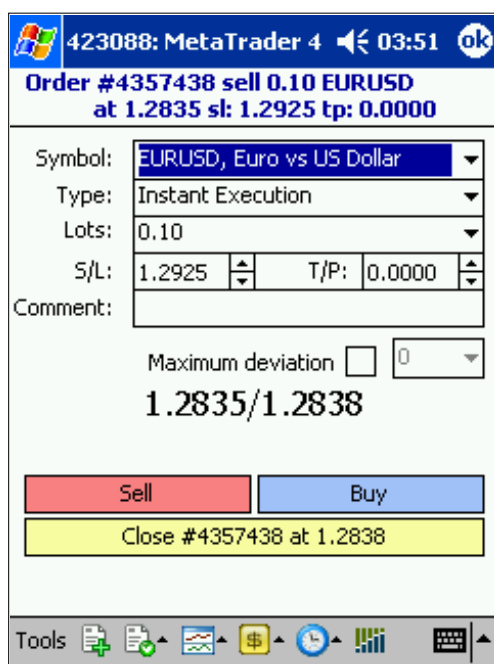 423088: MetaTrader 4 03:51 ok
Order #4357438 sell 0.10 EURUSD
at 1.2835 sl: 1.2925 tp: 0.0000
Symbol: EURUSD, Euro vs US Dollar
Type: Instant Execution
Lots: 0.10
S/L: 1.2925 T/P: 0.0000
Comment:
Maximum deviation 0
1.2835/1.2838
Sell Buy
Close #4357438 at 1.2838
Tools $